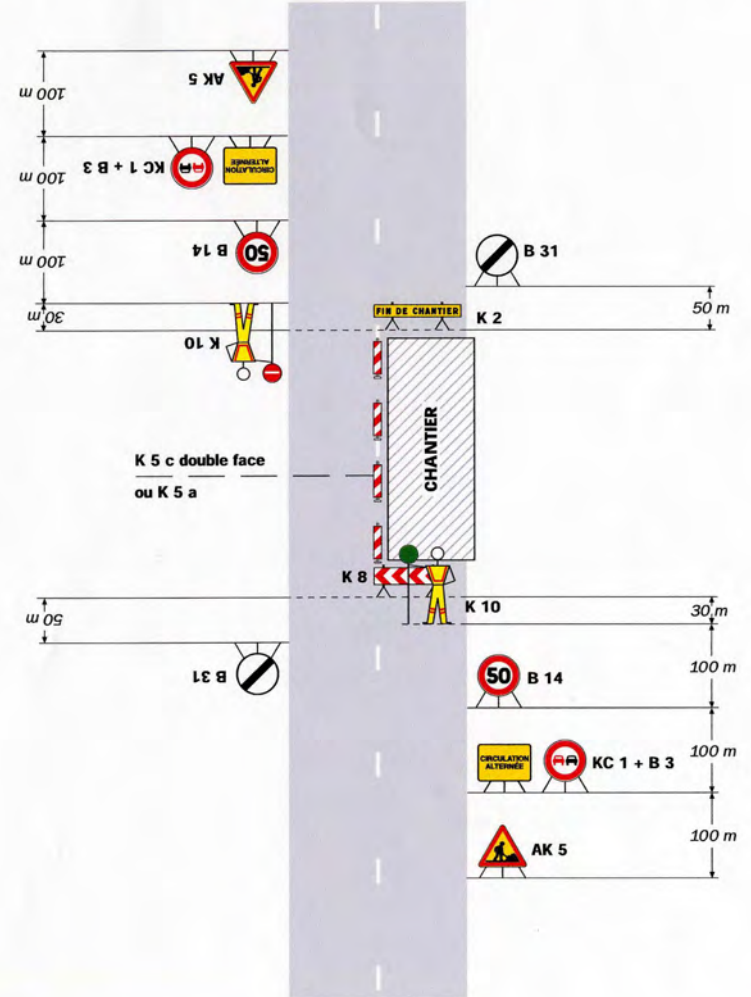 AK 5
100 m
CIRCULATION
ALTERNÉE
KC 1 + B 3
100 m
50
B 14
100 m
B 31
FIN DE CHANTIER
K 2
50 m
30 m
K 10
CHANTIER
K 5 c double face
ou K 5 a
K 8
K 10
30 m
50 m
B 31
50
B 14
100 m
CIRCULATION
ALTERNÉE
KC 1 + B 3
100 m
AK 5
100 m